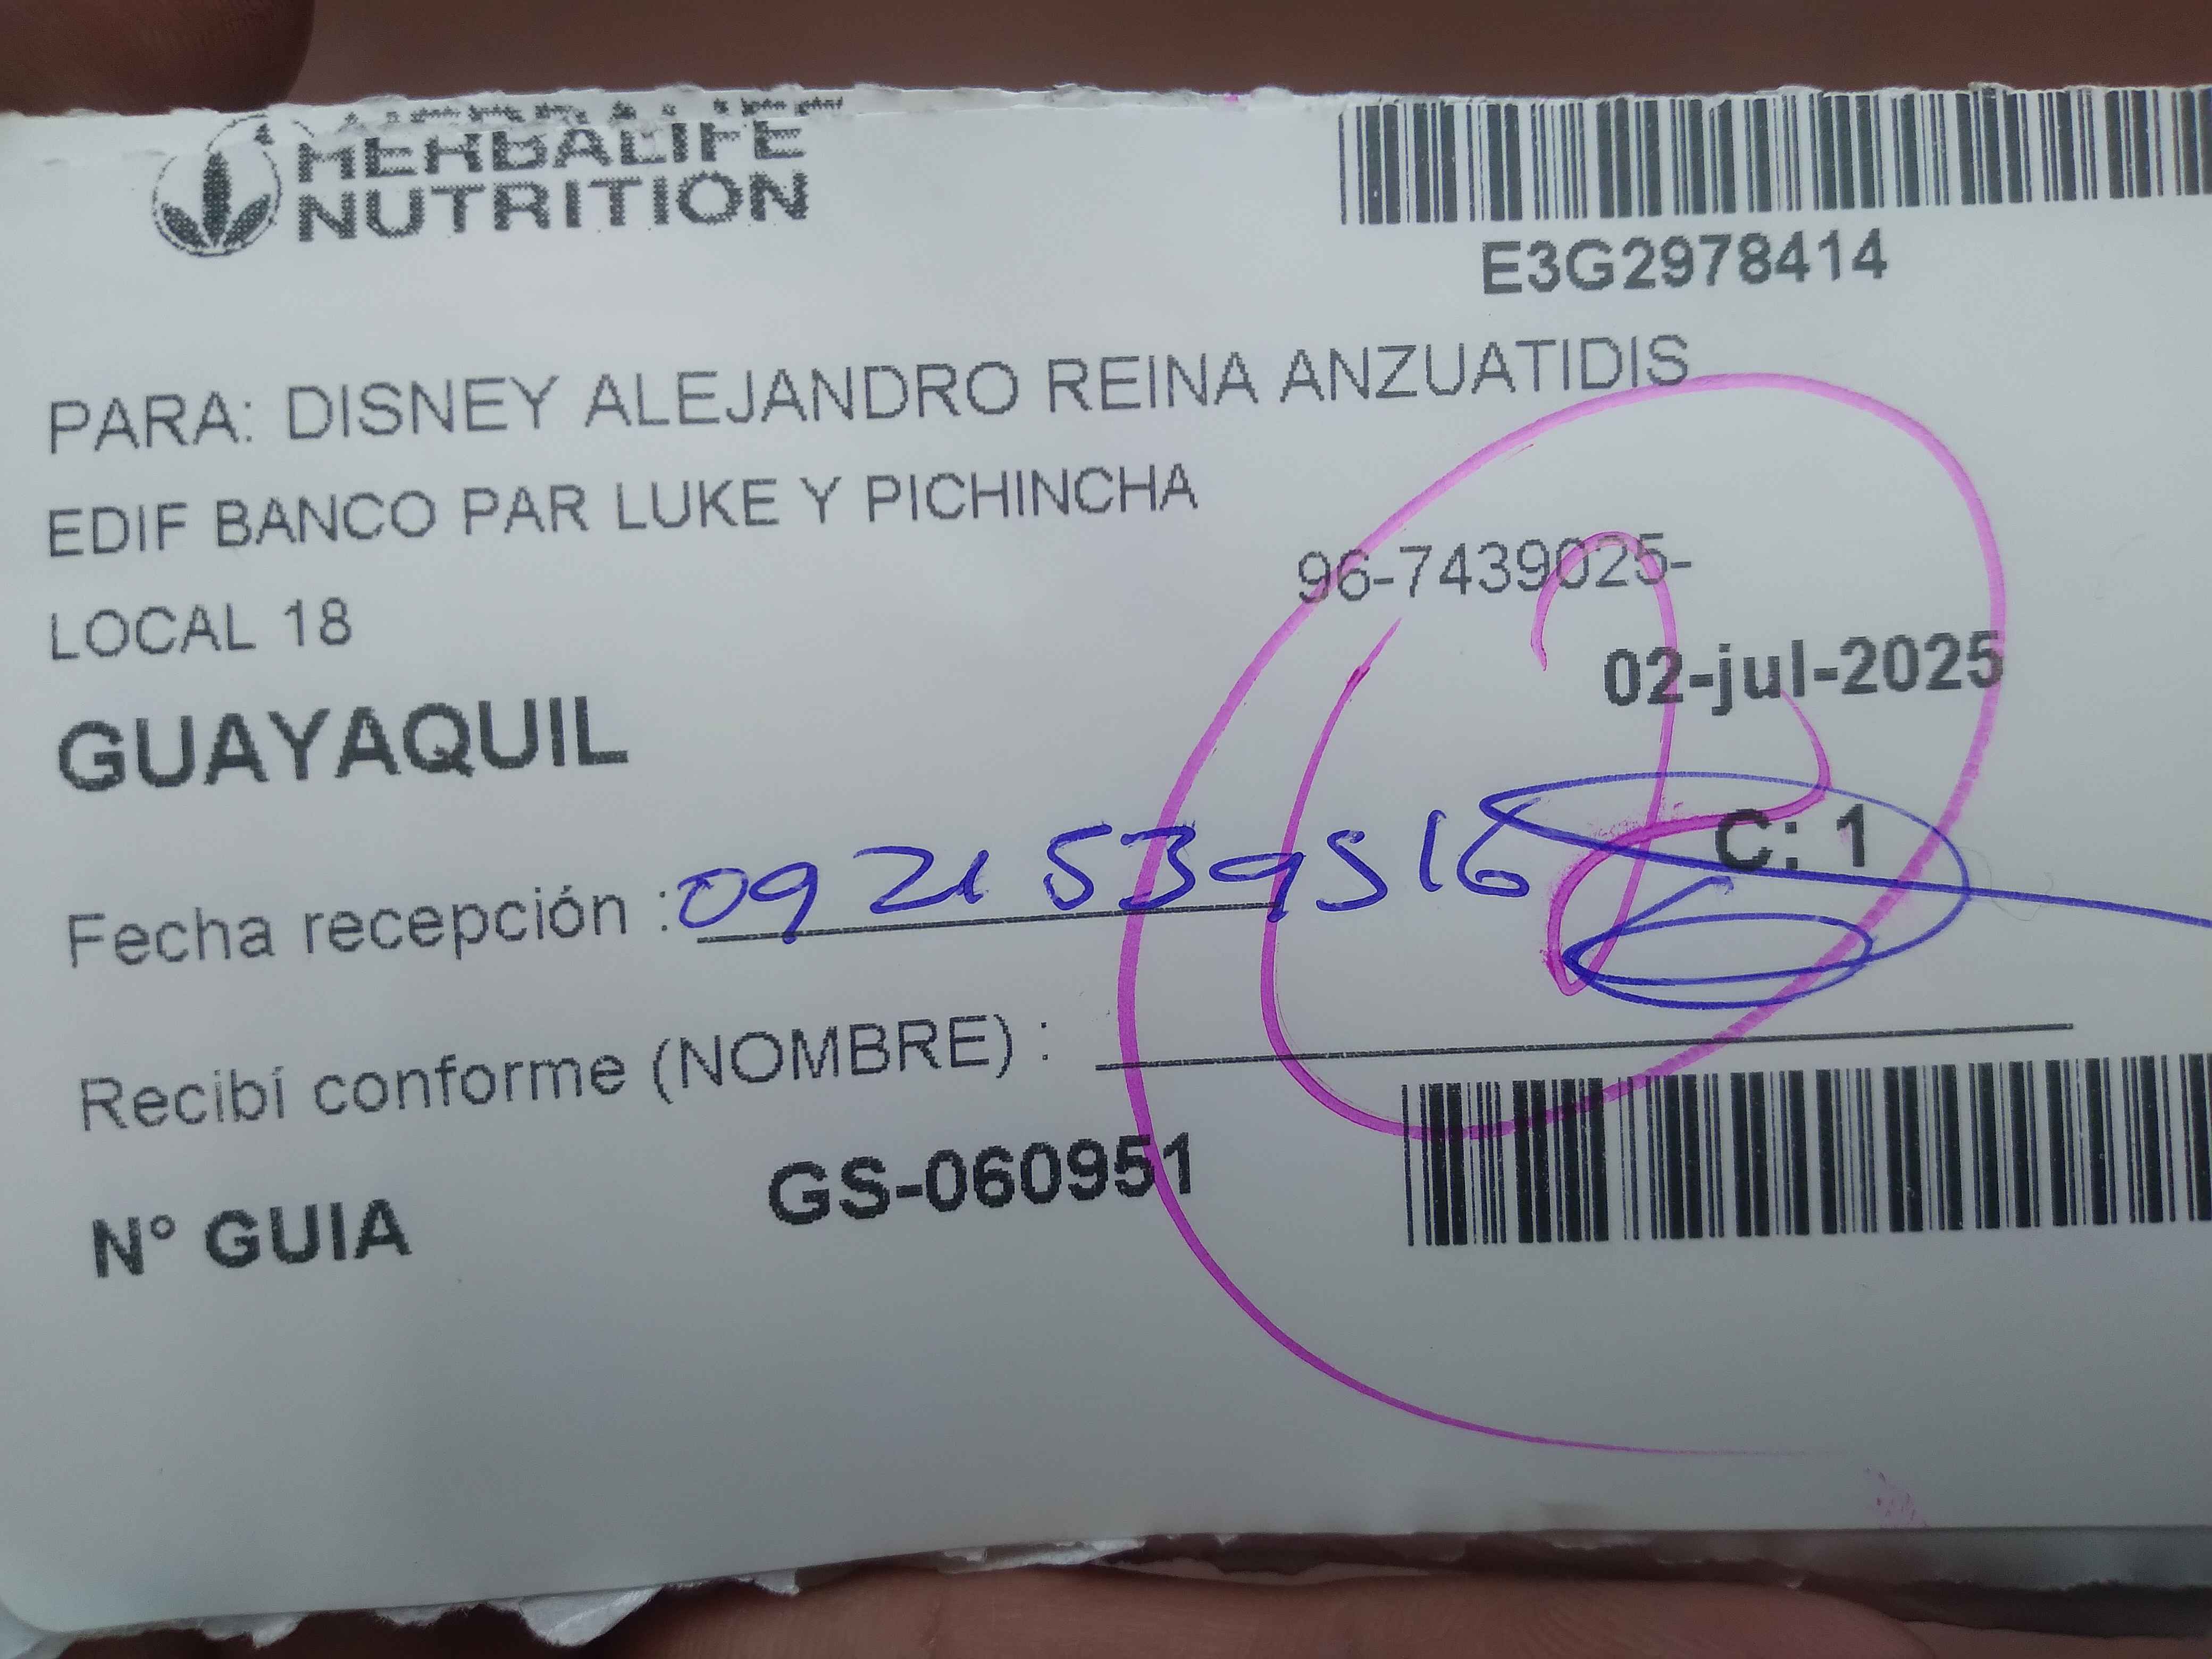 HERBALIFE
NUTRITION
E3G2978414
PARA: DISNEY ALEJANDRO REINA ANZUATIDIS
EDIF BANCO PAR LUKE Y PICHINCHA
96-7439025-
LOCAL 18
02-jul-2025
GUAYAQUIL
C: 1
Fecha recepción : 0921539516
Recibí conforme (NOMBRE) :
N° GUIA GS-060951